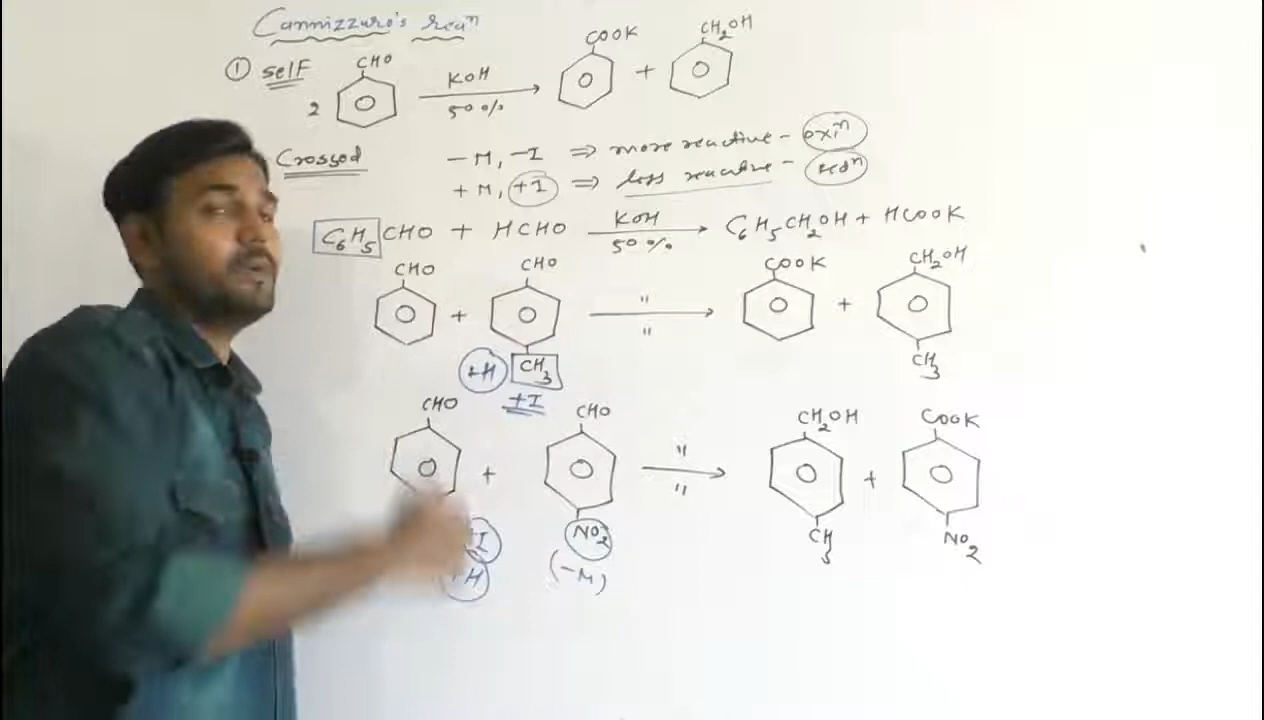 Cannizzaro's reaⁿ
① self
CHO
2
KOH
50%
COOK
+
CH₂OH
Crossed
-M, -I ⇒ more reactive - oxiⁿ
+M, +I ⇒ less reactive - redⁿ
C₆H₅CHO + HCHO
KOH
50%
C₆H₅CH₂OH + HCOOK
CHO
+
CHO
CH₃
+H
+I
"
"
COOK
+
CH₂OH
CH₃
CHO
+
CHO
NO₂
(-M)
I
H
"
"
CH₂OH
CH₃
+
COOK
NO₂